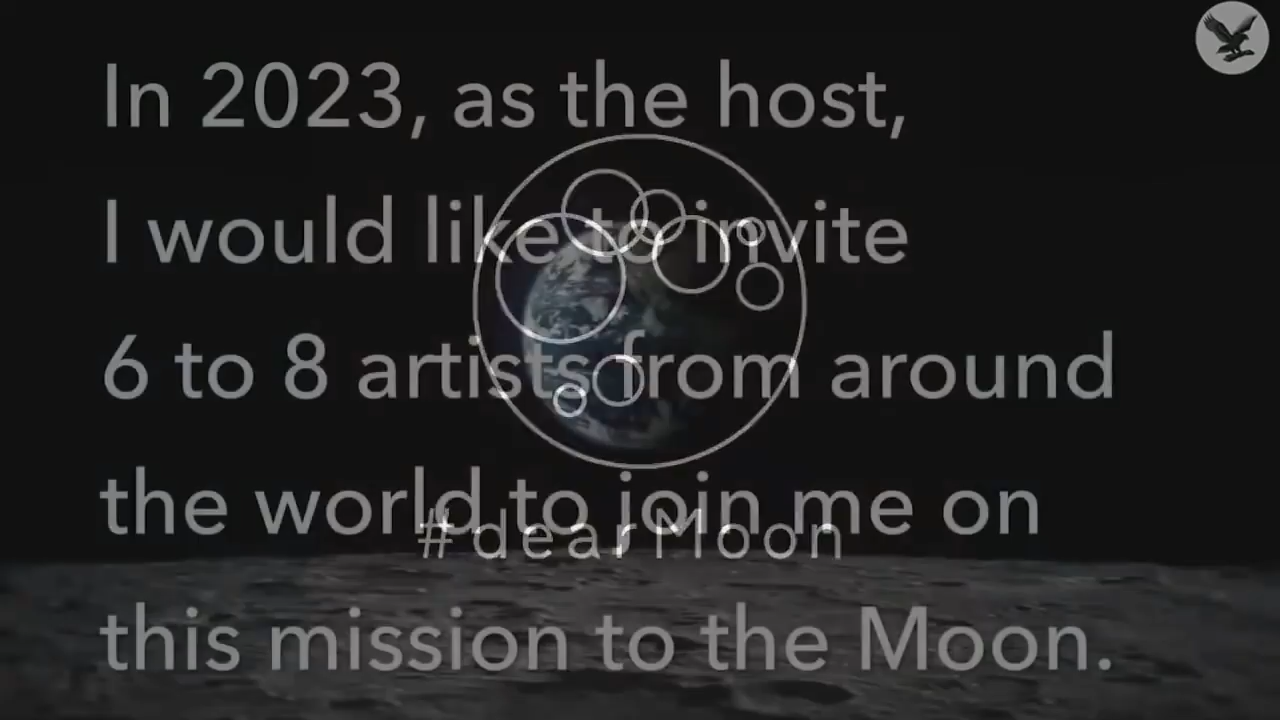 In 2023, as the host,
I would like to invite
6 to 8 artists from around
the world to join me on
#dearMoon
this mission to the Moon.